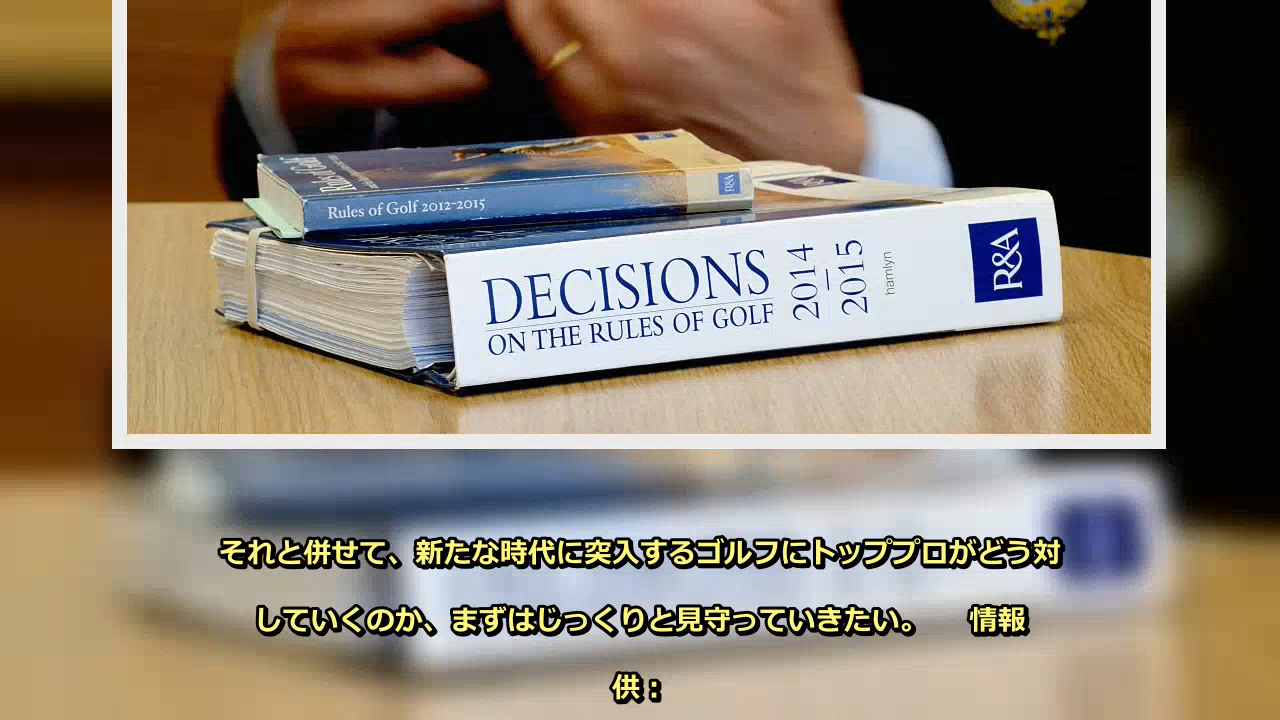 Rules of Golf
Rules of Golf 2012-2015
R&A
DECISIONS
ON THE RULES OF GOLF
2014
2015
hamlyn
R&A
それと併せて、新たな時代に突入するゴルフにトッププロがどう対
していくのか、まずはじっくりと見守っていきたい。 情報
供：